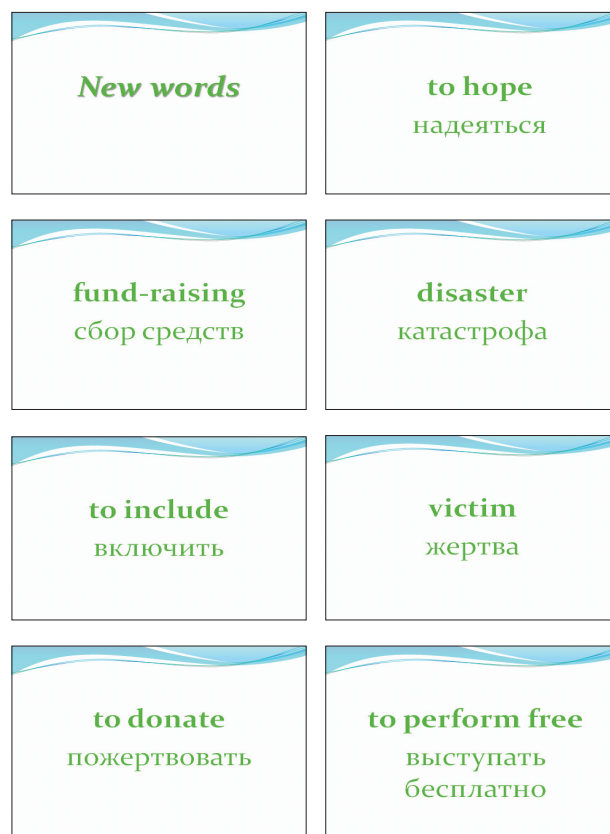 New words
to hope
надеяться
fund-raising
сбор средств
disaster
катастрофа
to include
включить
victim
жертва
to donate
пожертвовать
to perform free
выступать
бесплатно